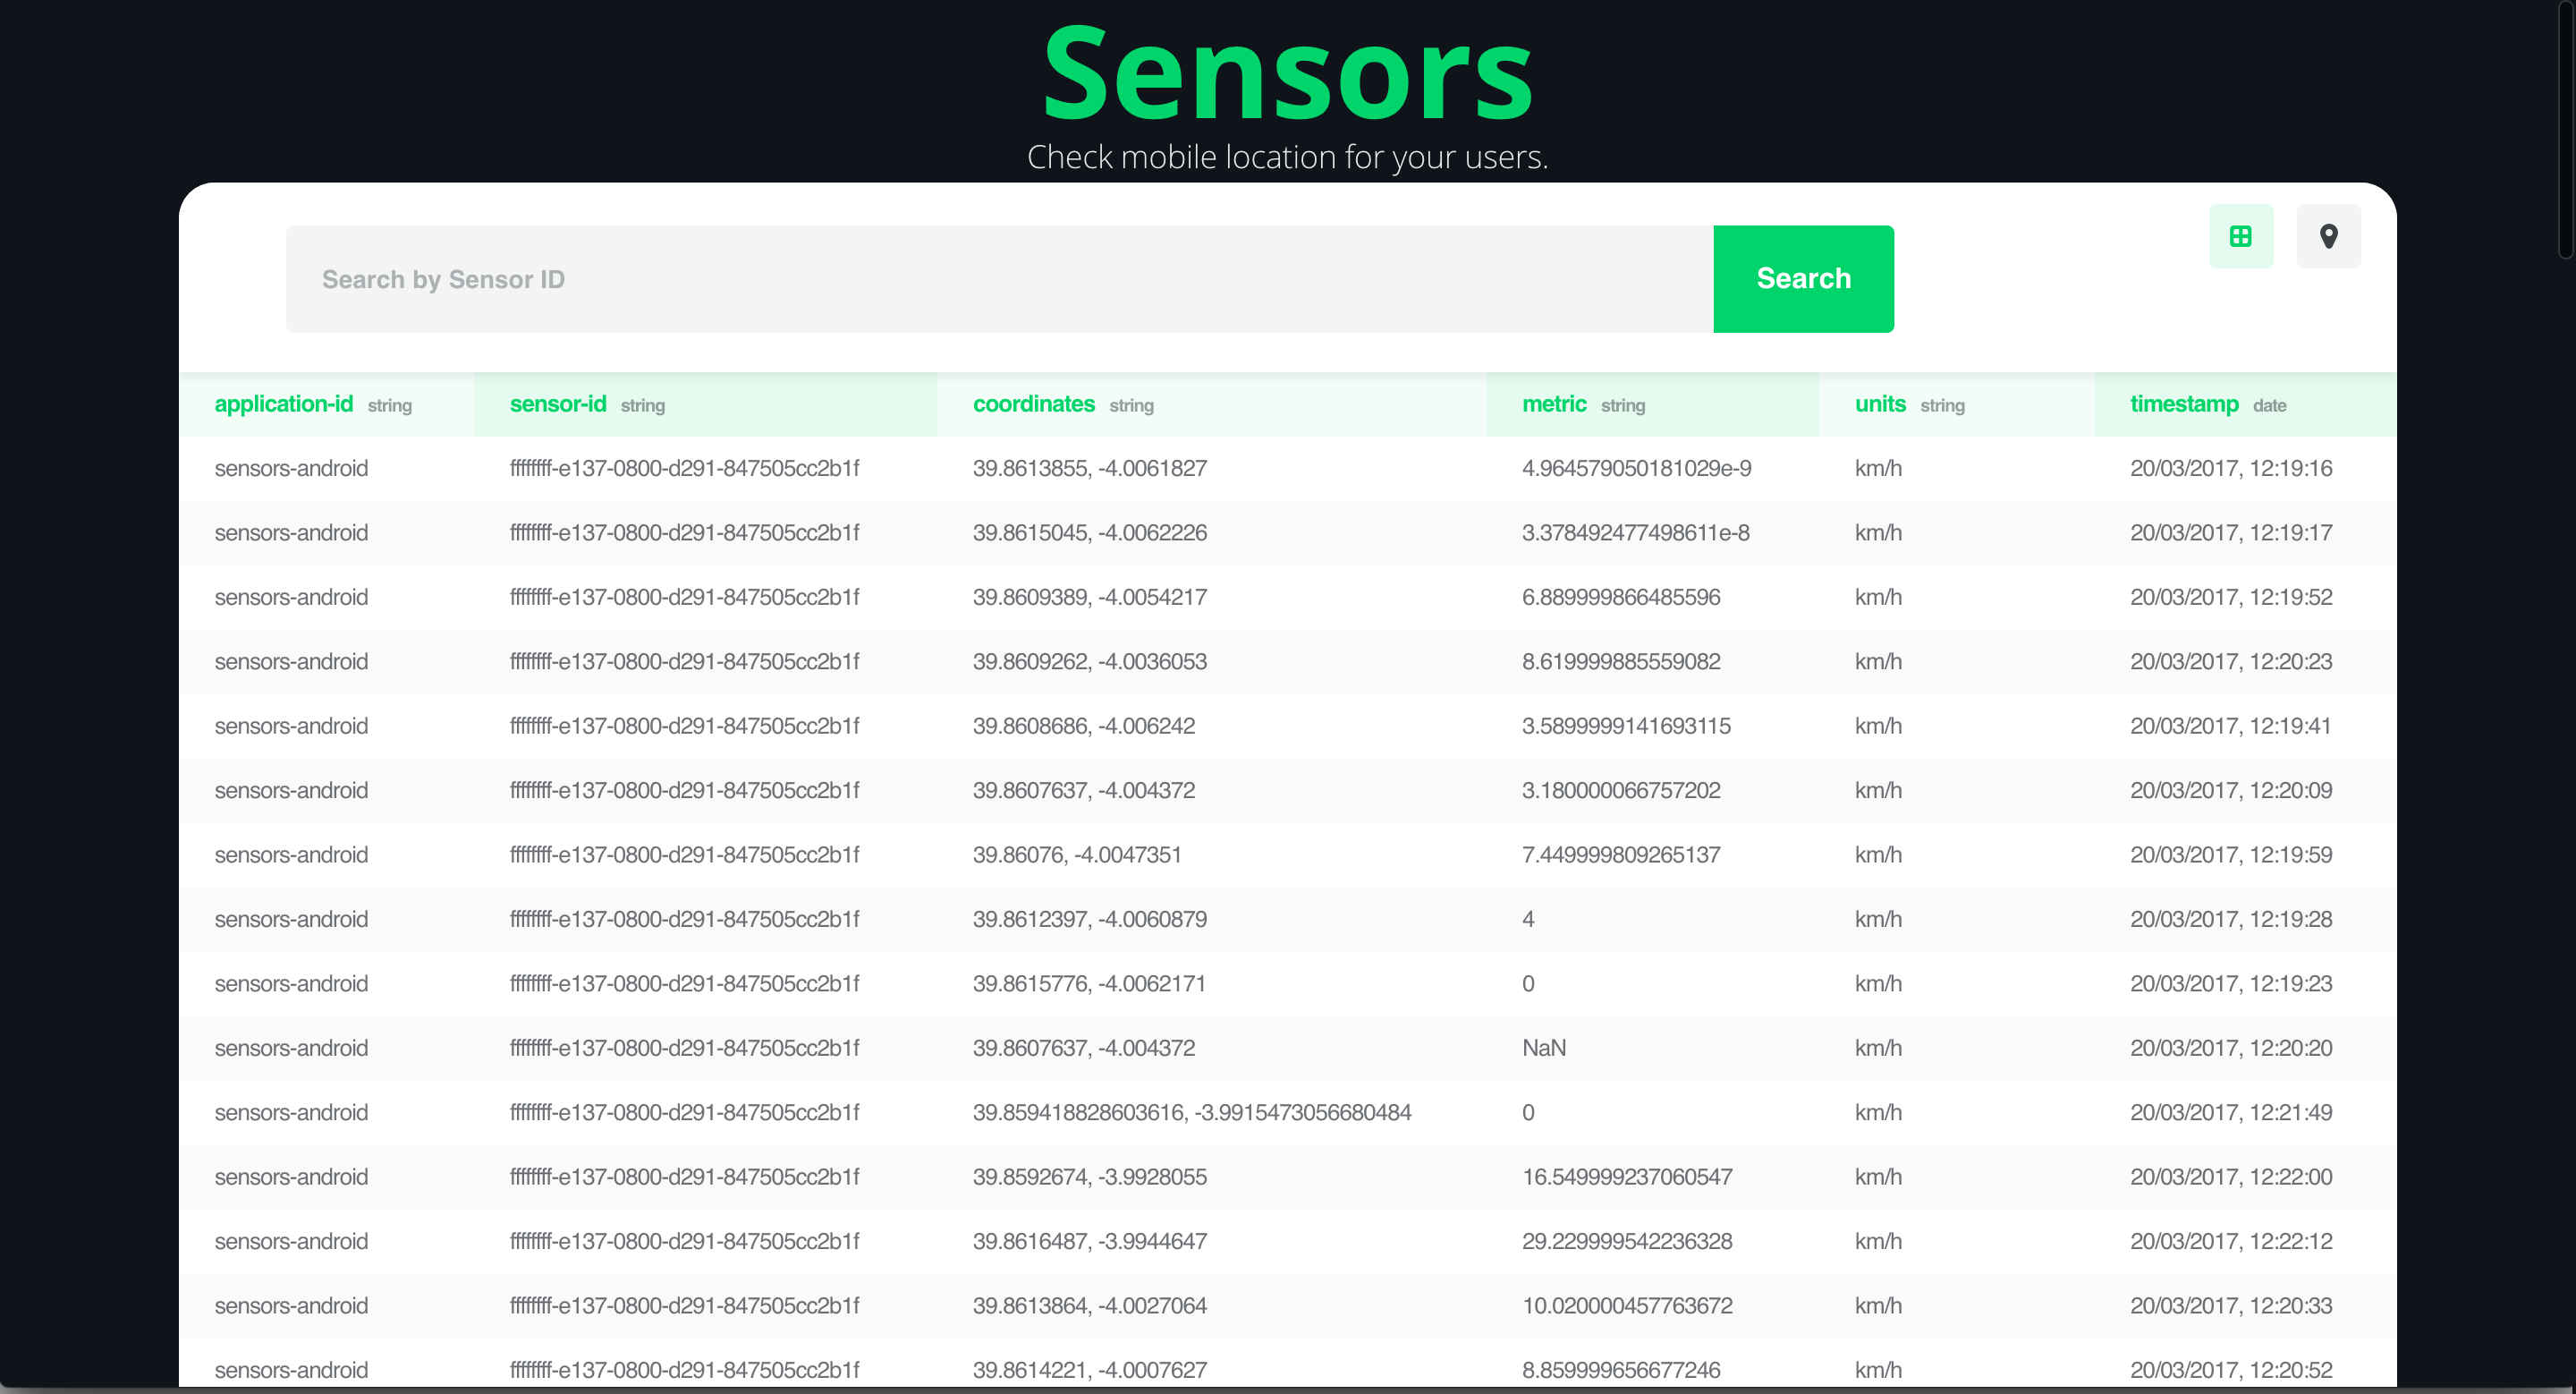 Sensors
Check mobile location for your users.
Search by Sensor ID Search
application-id string sensor-id string coordinates string metric string units string timestamp date
sensors-android ffffffff-e137-0800-d291-847505cc2b1f 39.8613855, -4.0061827 4.964579050181029e-9 km/h 20/03/2017, 12:19:16
sensors-android ffffffff-e137-0800-d291-847505cc2b1f 39.8615045, -4.0062226 3.378492477498611e-8 km/h 20/03/2017, 12:19:17
sensors-android ffffffff-e137-0800-d291-847505cc2b1f 39.8609389, -4.0054217 6.889999866485596 km/h 20/03/2017, 12:19:52
sensors-android ffffffff-e137-0800-d291-847505cc2b1f 39.8609262, -4.0036053 8.619999885559082 km/h 20/03/2017, 12:20:23
sensors-android ffffffff-e137-0800-d291-847505cc2b1f 39.8608686, -4.006242 3.5899999141693115 km/h 20/03/2017, 12:19:41
sensors-android ffffffff-e137-0800-d291-847505cc2b1f 39.8607637, -4.004372 3.180000066757202 km/h 20/03/2017, 12:20:09
sensors-android ffffffff-e137-0800-d291-847505cc2b1f 39.86076, -4.0047351 7.449999809265137 km/h 20/03/2017, 12:19:59
sensors-android ffffffff-e137-0800-d291-847505cc2b1f 39.8612397, -4.0060879 4 km/h 20/03/2017, 12:19:28
sensors-android ffffffff-e137-0800-d291-847505cc2b1f 39.8615776, -4.0062171 0 km/h 20/03/2017, 12:19:23
sensors-android ffffffff-e137-0800-d291-847505cc2b1f 39.8607637, -4.004372 NaN km/h 20/03/2017, 12:20:20
sensors-android ffffffff-e137-0800-d291-847505cc2b1f 39.859418828603616, -3.9915473056680484 0 km/h 20/03/2017, 12:21:49
sensors-android ffffffff-e137-0800-d291-847505cc2b1f 39.8592674, -3.9928055 16.549999237060547 km/h 20/03/2017, 12:22:00
sensors-android ffffffff-e137-0800-d291-847505cc2b1f 39.8616487, -3.9944647 29.229999542236328 km/h 20/03/2017, 12:22:12
sensors-android ffffffff-e137-0800-d291-847505cc2b1f 39.8613864, -4.0027064 10.020000457763672 km/h 20/03/2017, 12:20:33
sensors-android ffffffff-e137-0800-d291-847505cc2b1f 39.8614221, -4.0007627 8.859999656677246 km/h 20/03/2017, 12:20:52